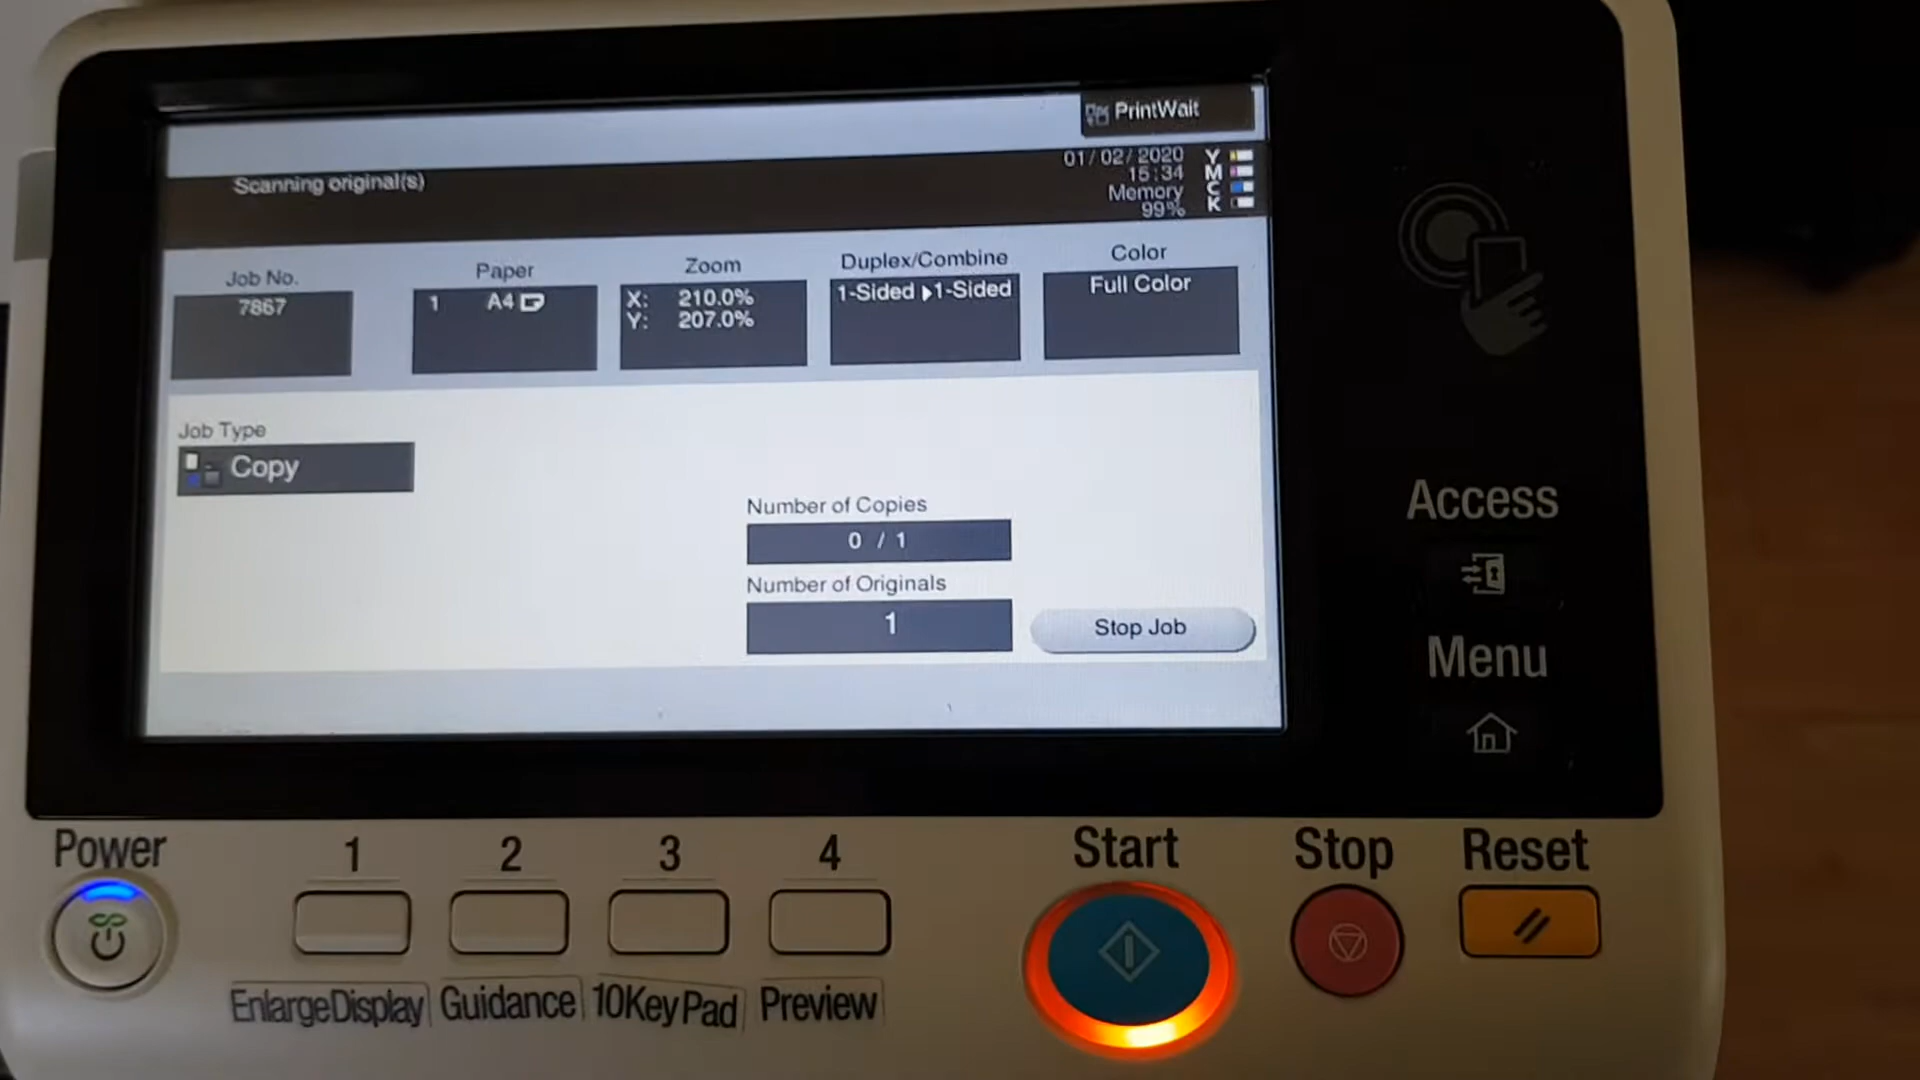 PrintWait
Scanning original(s)
01/02/2020
15:34
Memory
99%
Y
M
C
K
Job No.
7867
Paper
1 A4
Zoom
X: 210.0%
Y: 207.0%
Duplex/Combine
1-Sided ▶1-Sided
Color
Full Color
Job Type
Copy
Number of Copies
0 / 1
Number of Originals
1
Stop Job
Access
Menu
Power
1
2
3
4
Start
Stop
Reset
EnlargeDisplay
Guidance
10KeyPad
Preview